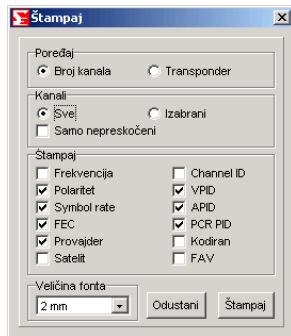 Štampaj
Poređaj
Broj kanala Transponder
Kanali
Sve Izabrani
Samo nepreskočeni
Štampaj
Frekvencija Channel ID
Polaritet VPID
Symbol rate APID
FEC PCR PID
Provajder Kodiran
Satelit FAV
Veličina fonta
2 mm Odustani Štampaj